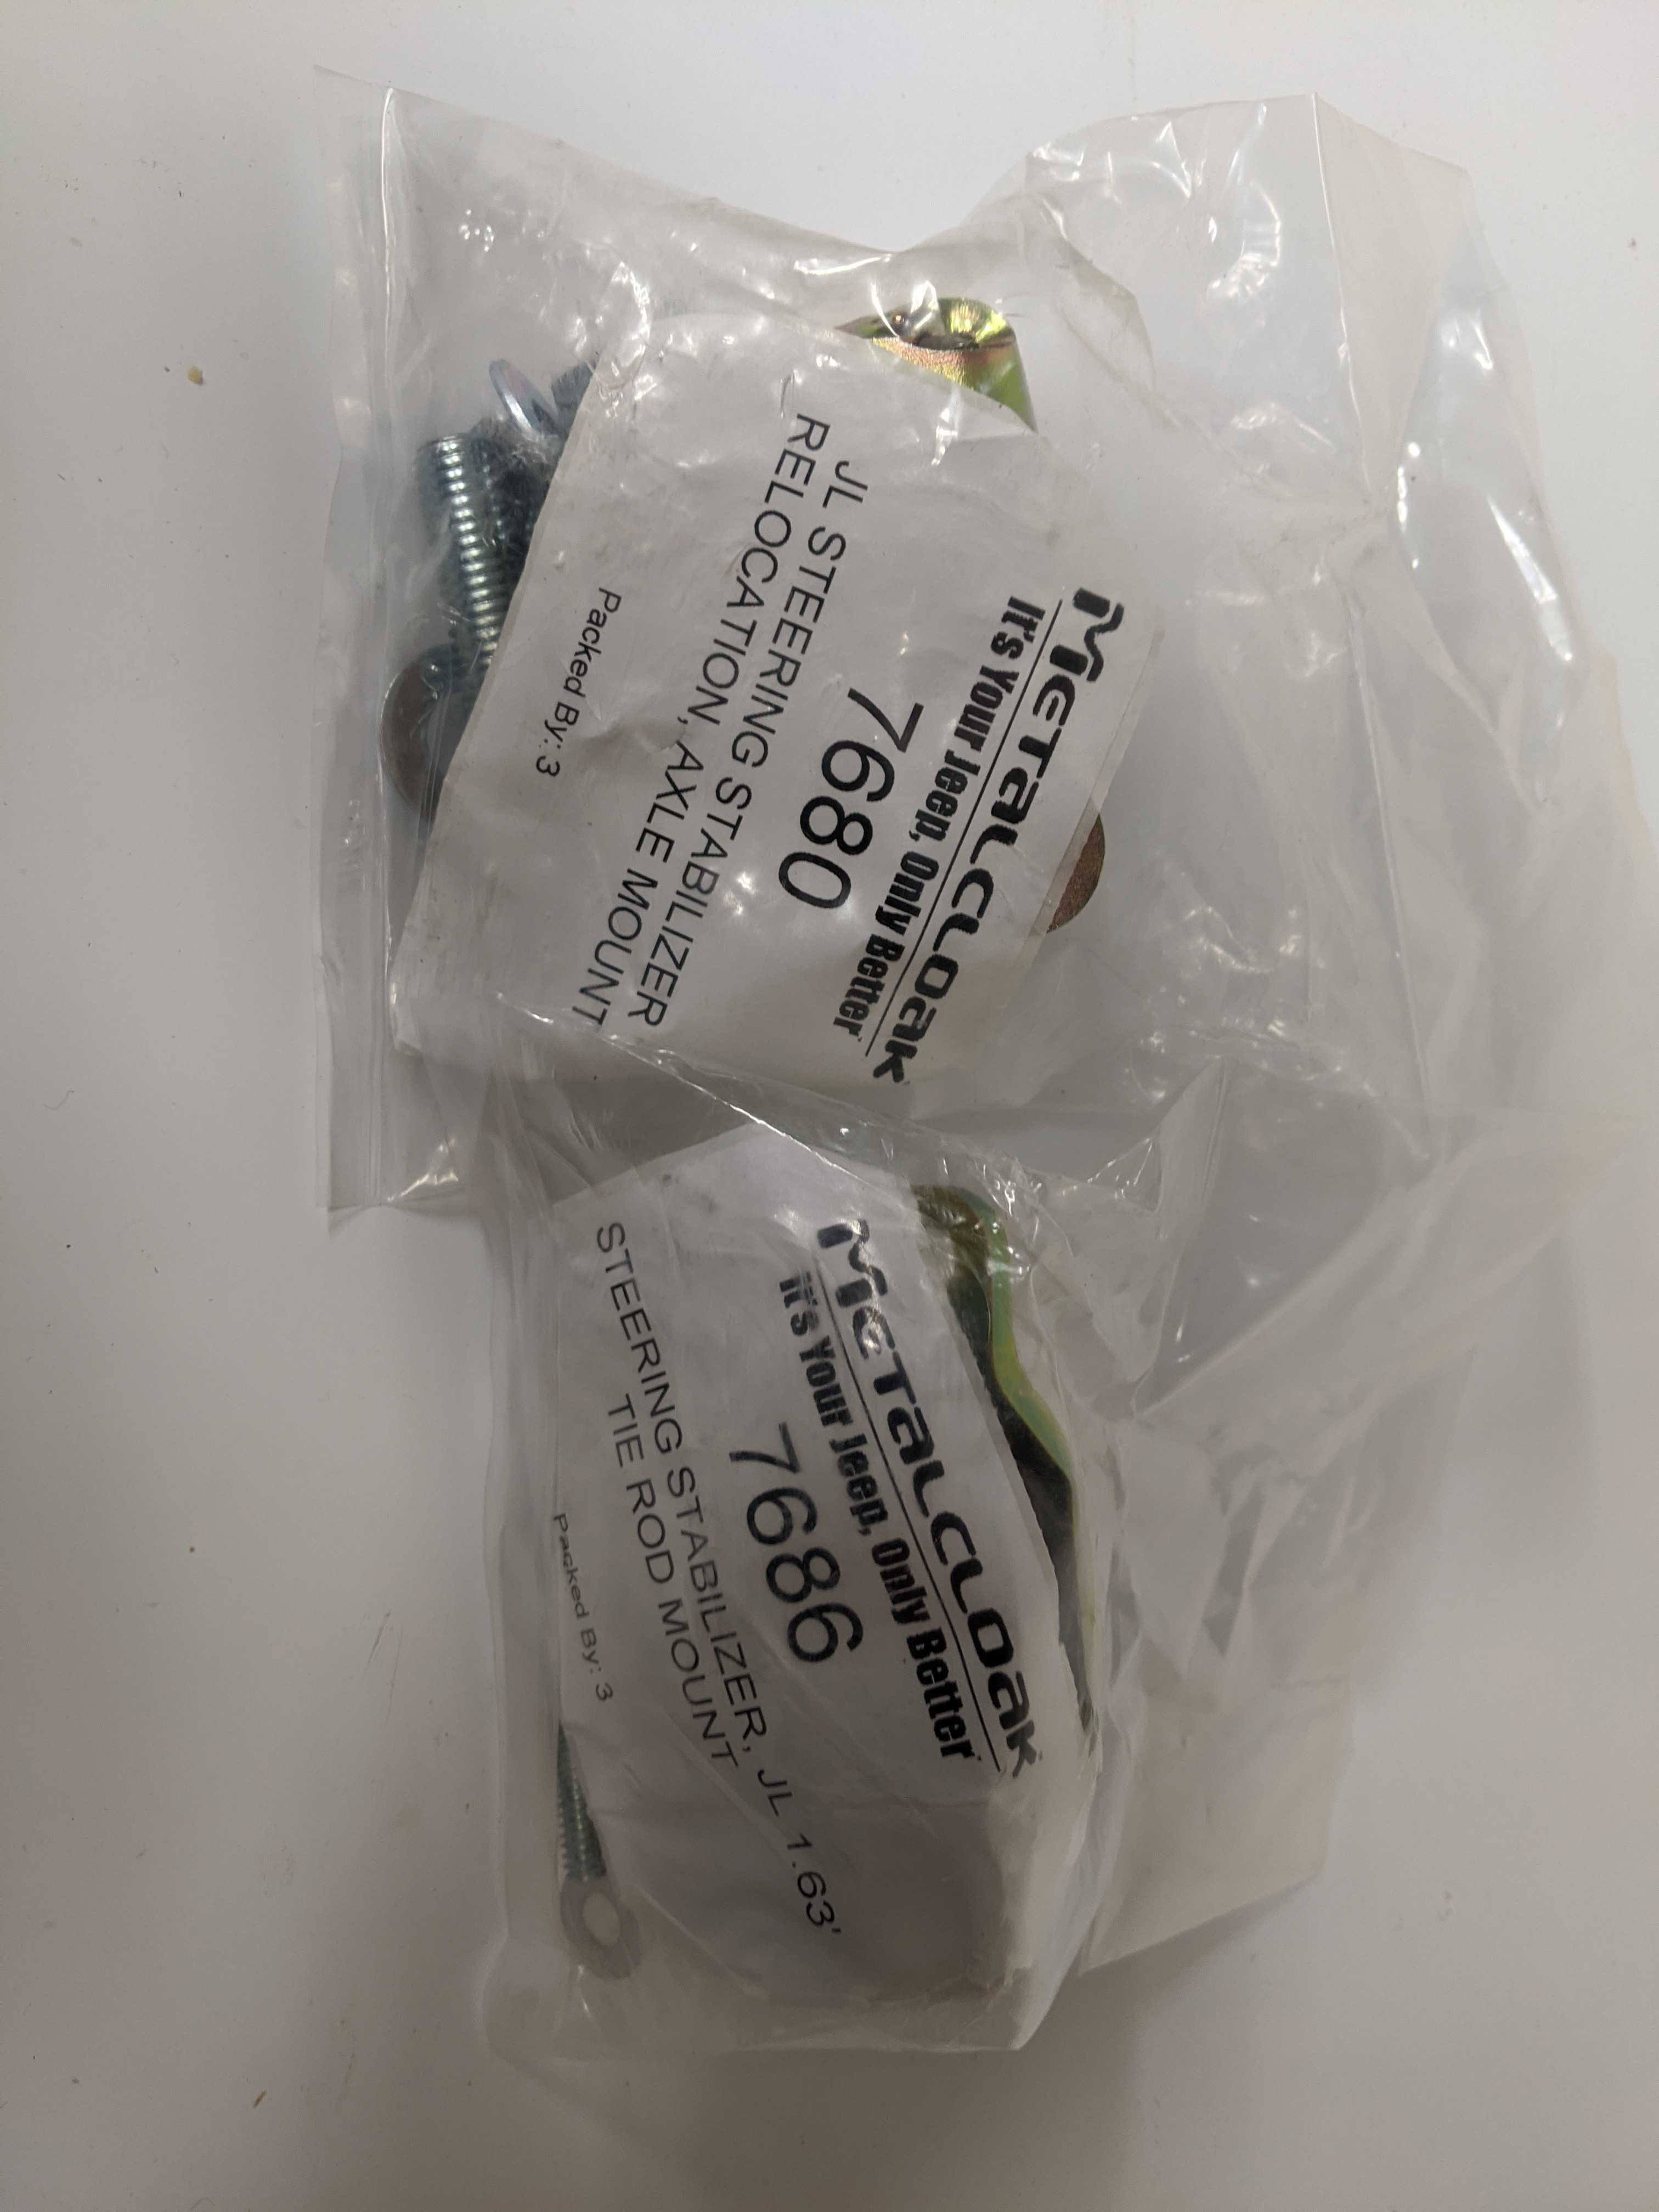 MetalCloak
It's Your Jeep, Only Better
7680
JL STEERING STABILIZER
RELOCATION, AXLE MOUNT
Packed By: 3
MetalCloak
It's Your Jeep, Only Better
7686
STEERING STABILIZER, JL 1.63'
TIE ROD MOUNT
Packed By: 3